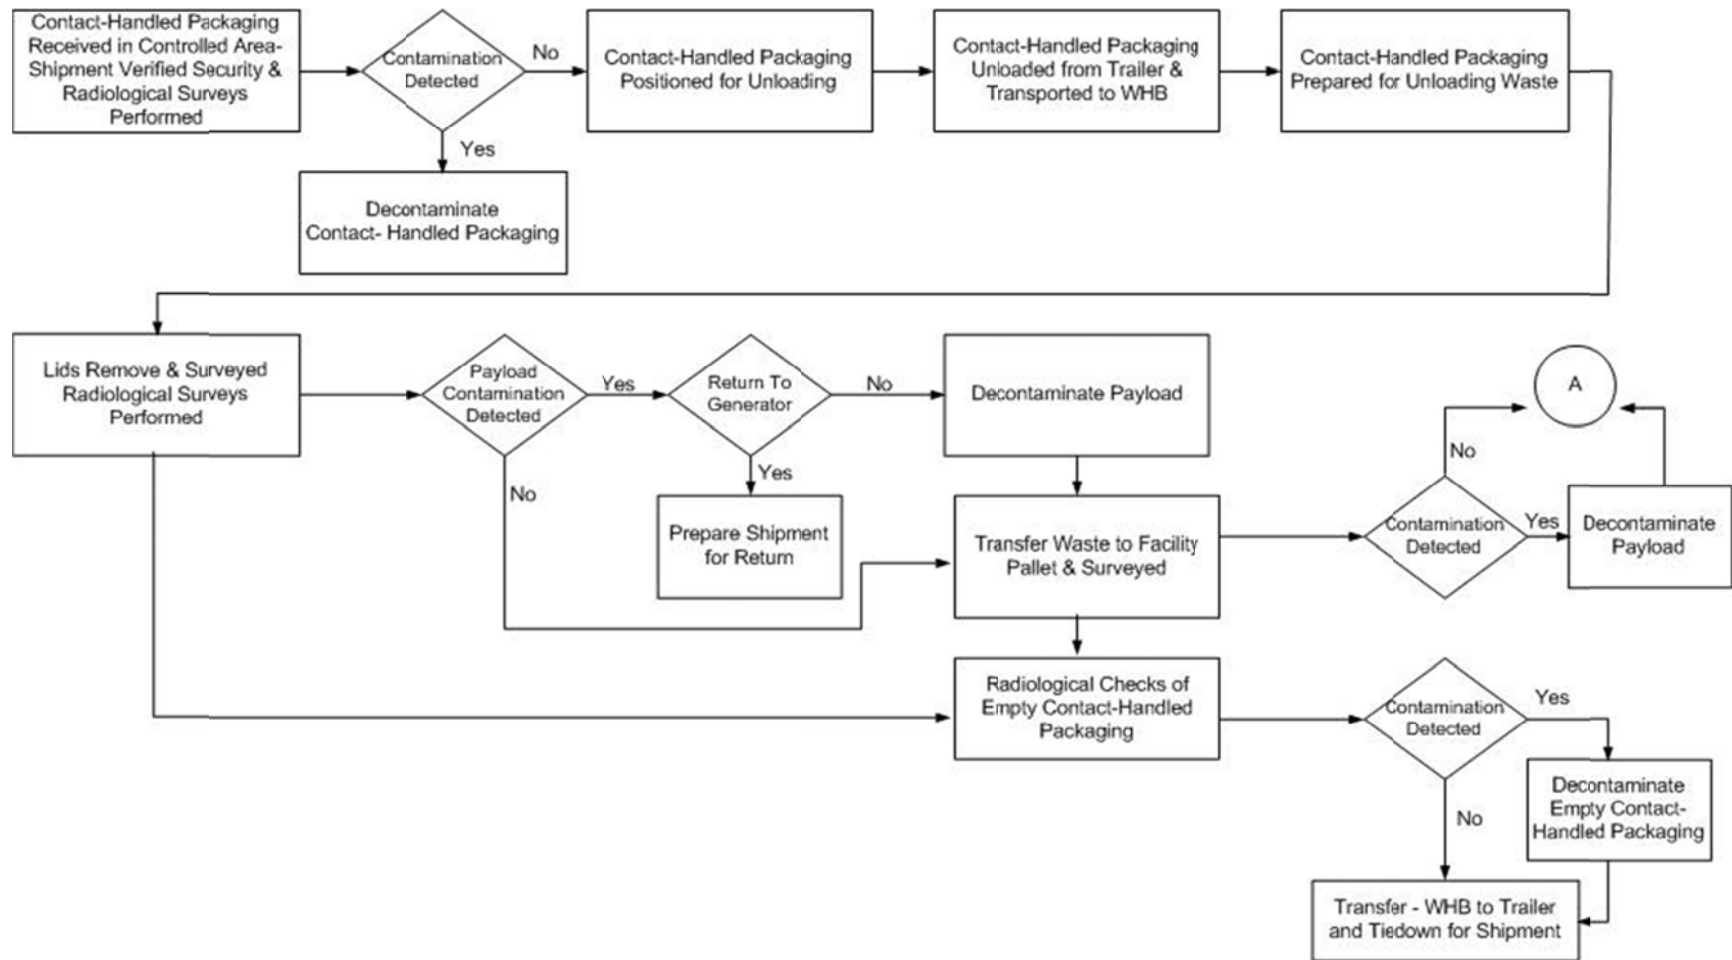 Contact-Handled Packaging
Received in Controlled Area-
Shipment Verified Security &
Radiological Surveys
Performed
Contamination
Detected
No
Yes
Contact-Handled Packaging
Positioned for Unloading
Contact-Handled Packaging
Unloaded from Trailer &
Transported to WHB
Contact-Handled Packaging
Prepared for Unloading Waste
Decontaminate
Contact- Handled Packaging
Lids Remove & Surveyed
Radiological Surveys
Performed
Payload
Contamination
Detected
Yes
No
Return To
Generator
No
Yes
Decontaminate Payload
Prepare Shipment
for Return
Transfer Waste to Facility
Pallet & Surveyed
Contamination
Detected
No
Yes
A
Decontaminate
Payload
Radiological Checks of
Empty Contact-Handled
Packaging
Contamination
Detected
Yes
No
Decontaminate
Empty Contact-
Handled Packaging
Transfer - WHB to Trailer
and Tiedown for Shipment